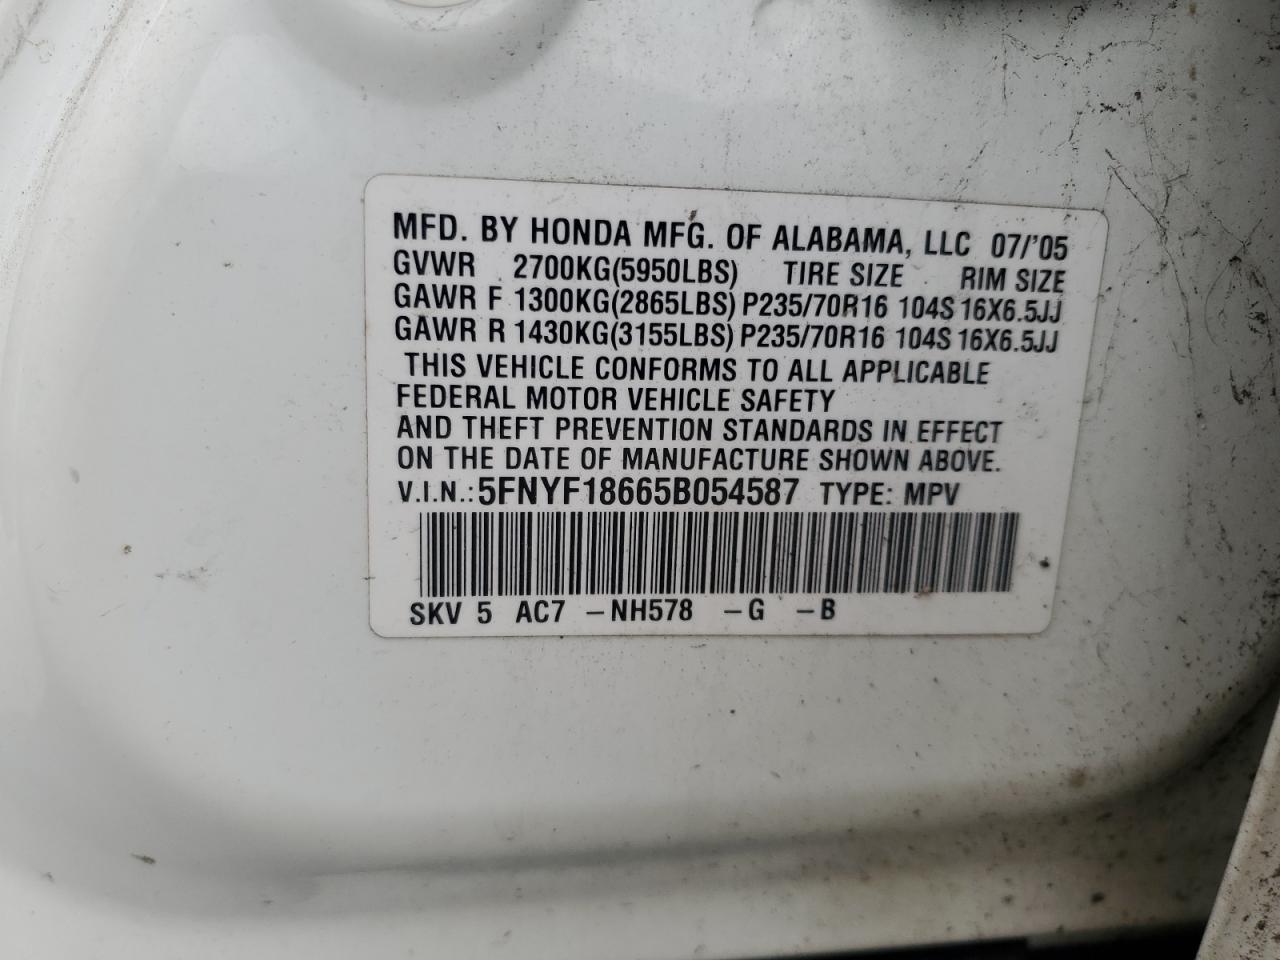 MFD. BY HONDA MFG. OF ALABAMA, LLC 07/'05
GVWR 2700KG(5950LBS) TIRE SIZE RIM SIZE
GAWR F 1300KG(2865LBS) P235/70R16 104S 16X6.5JJ
GAWR R 1430KG(3155LBS) P235/70R16 104S 16X6.5JJ
THIS VEHICLE CONFORMS TO ALL APPLICABLE
FEDERAL MOTOR VEHICLE SAFETY
AND THEFT PREVENTION STANDARDS IN EFFECT
ON THE DATE OF MANUFACTURE SHOWN ABOVE.
V.I.N.: 5FNYF18665B054587 TYPE: MPV
SKV 5 AC7 -NH578 -G -B